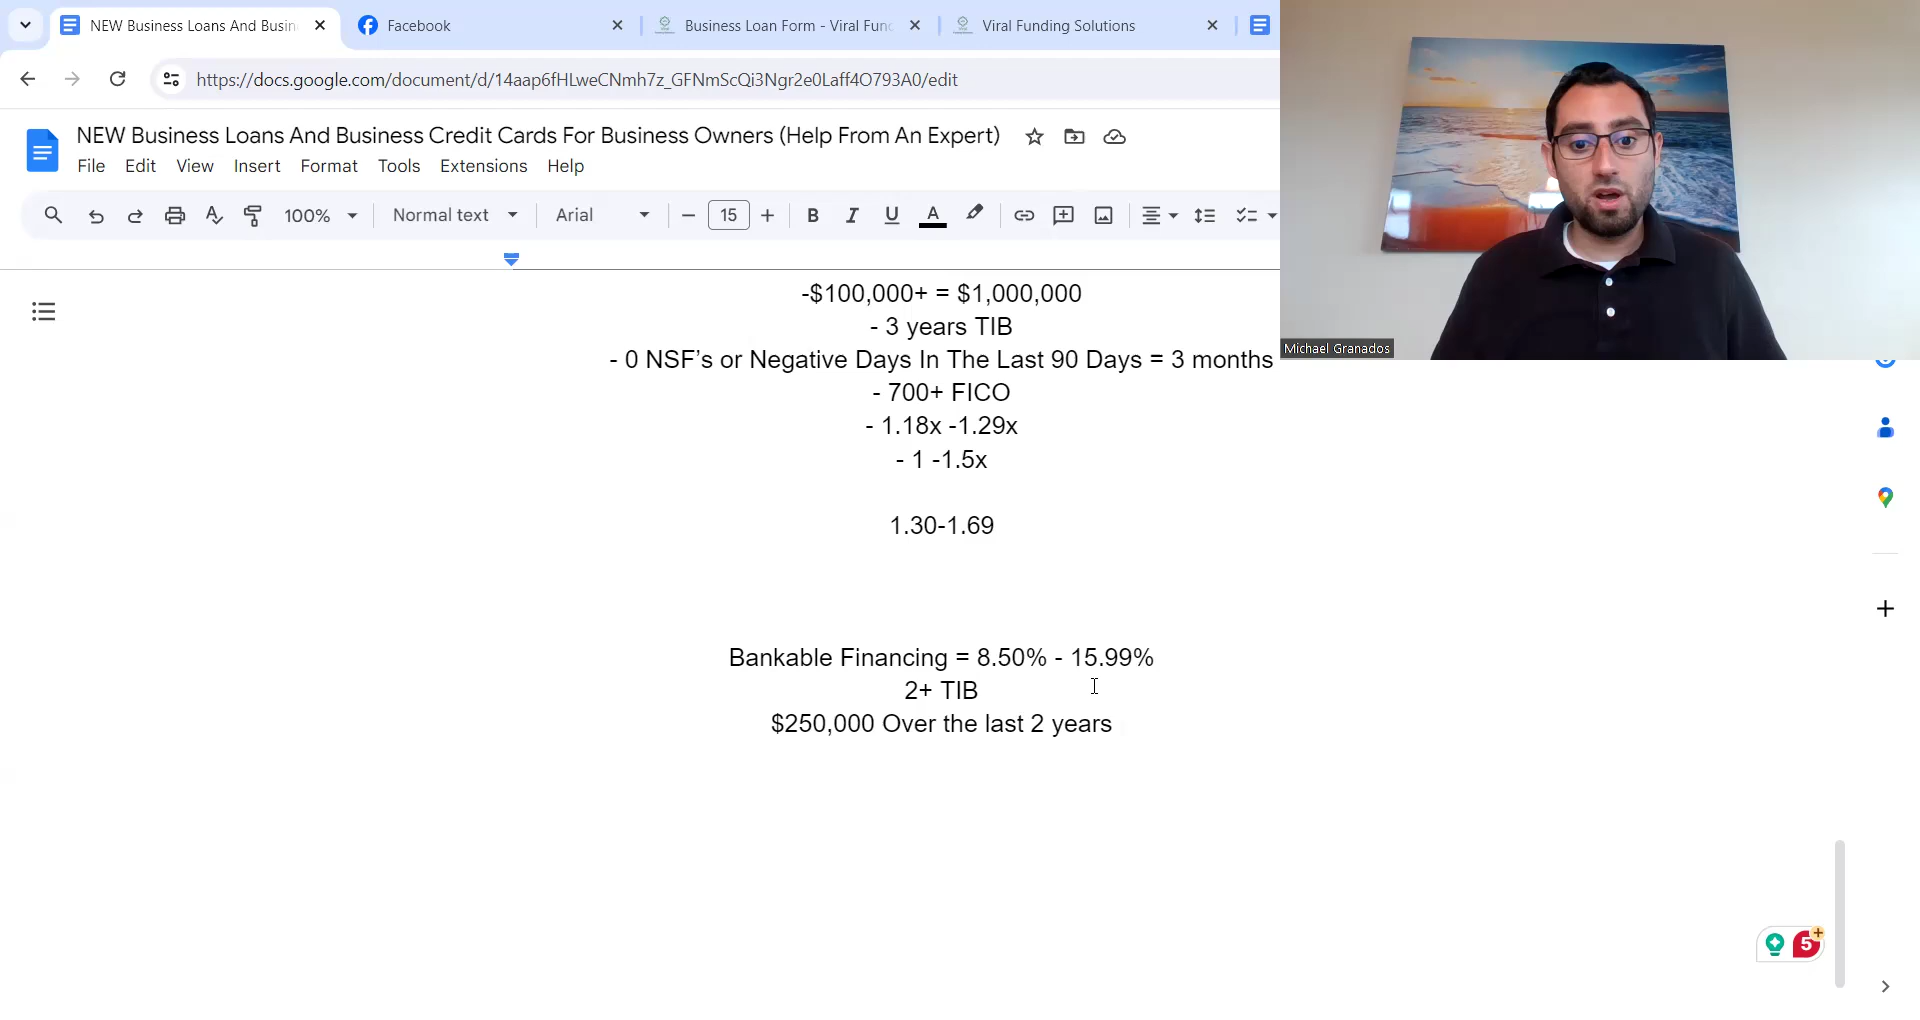 NEW Business Loans And Busin
Facebook
Business Loan Form - Viral Fund
Viral Funding Solutions
https://docs.google.com/document/d/14aap6fHLweCNmh7z_GFNmScQi3Ngr2e0Laff4O793A0/edit
NEW Business Loans And Business Credit Cards For Business Owners (Help From An Expert)
File Edit View Insert Format Tools Extensions Help
100% Normal text Arial 15 B I U A
-$100,000+ = $1,000,000
- 3 years TIB
- 0 NSF’s or Negative Days In The Last 90 Days = 3 months
- 700+ FICO
- 1.18x -1.29x
- 1 -1.5x
1.30-1.69
Bankable Financing = 8.50% - 15.99%
2+ TIB
$250,000 Over the last 2 years
Michael Granados
5+